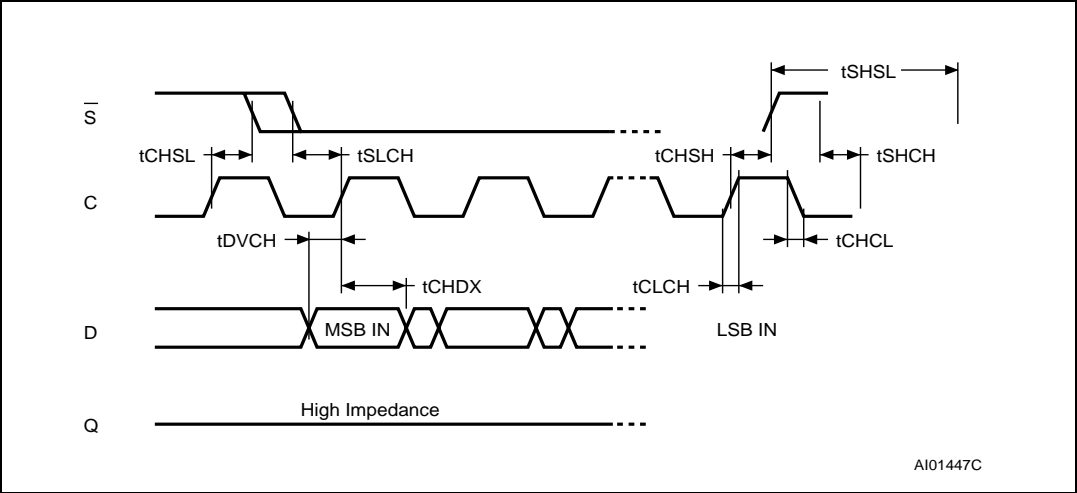 tSHSL
S̅
tCHSL
tSLCH
tCHSH
tSHCH
C
tDVCH
tCHCL
tCHDX
tCLCH
D
MSB IN
LSB IN
High Impedance
Q
AI01447C